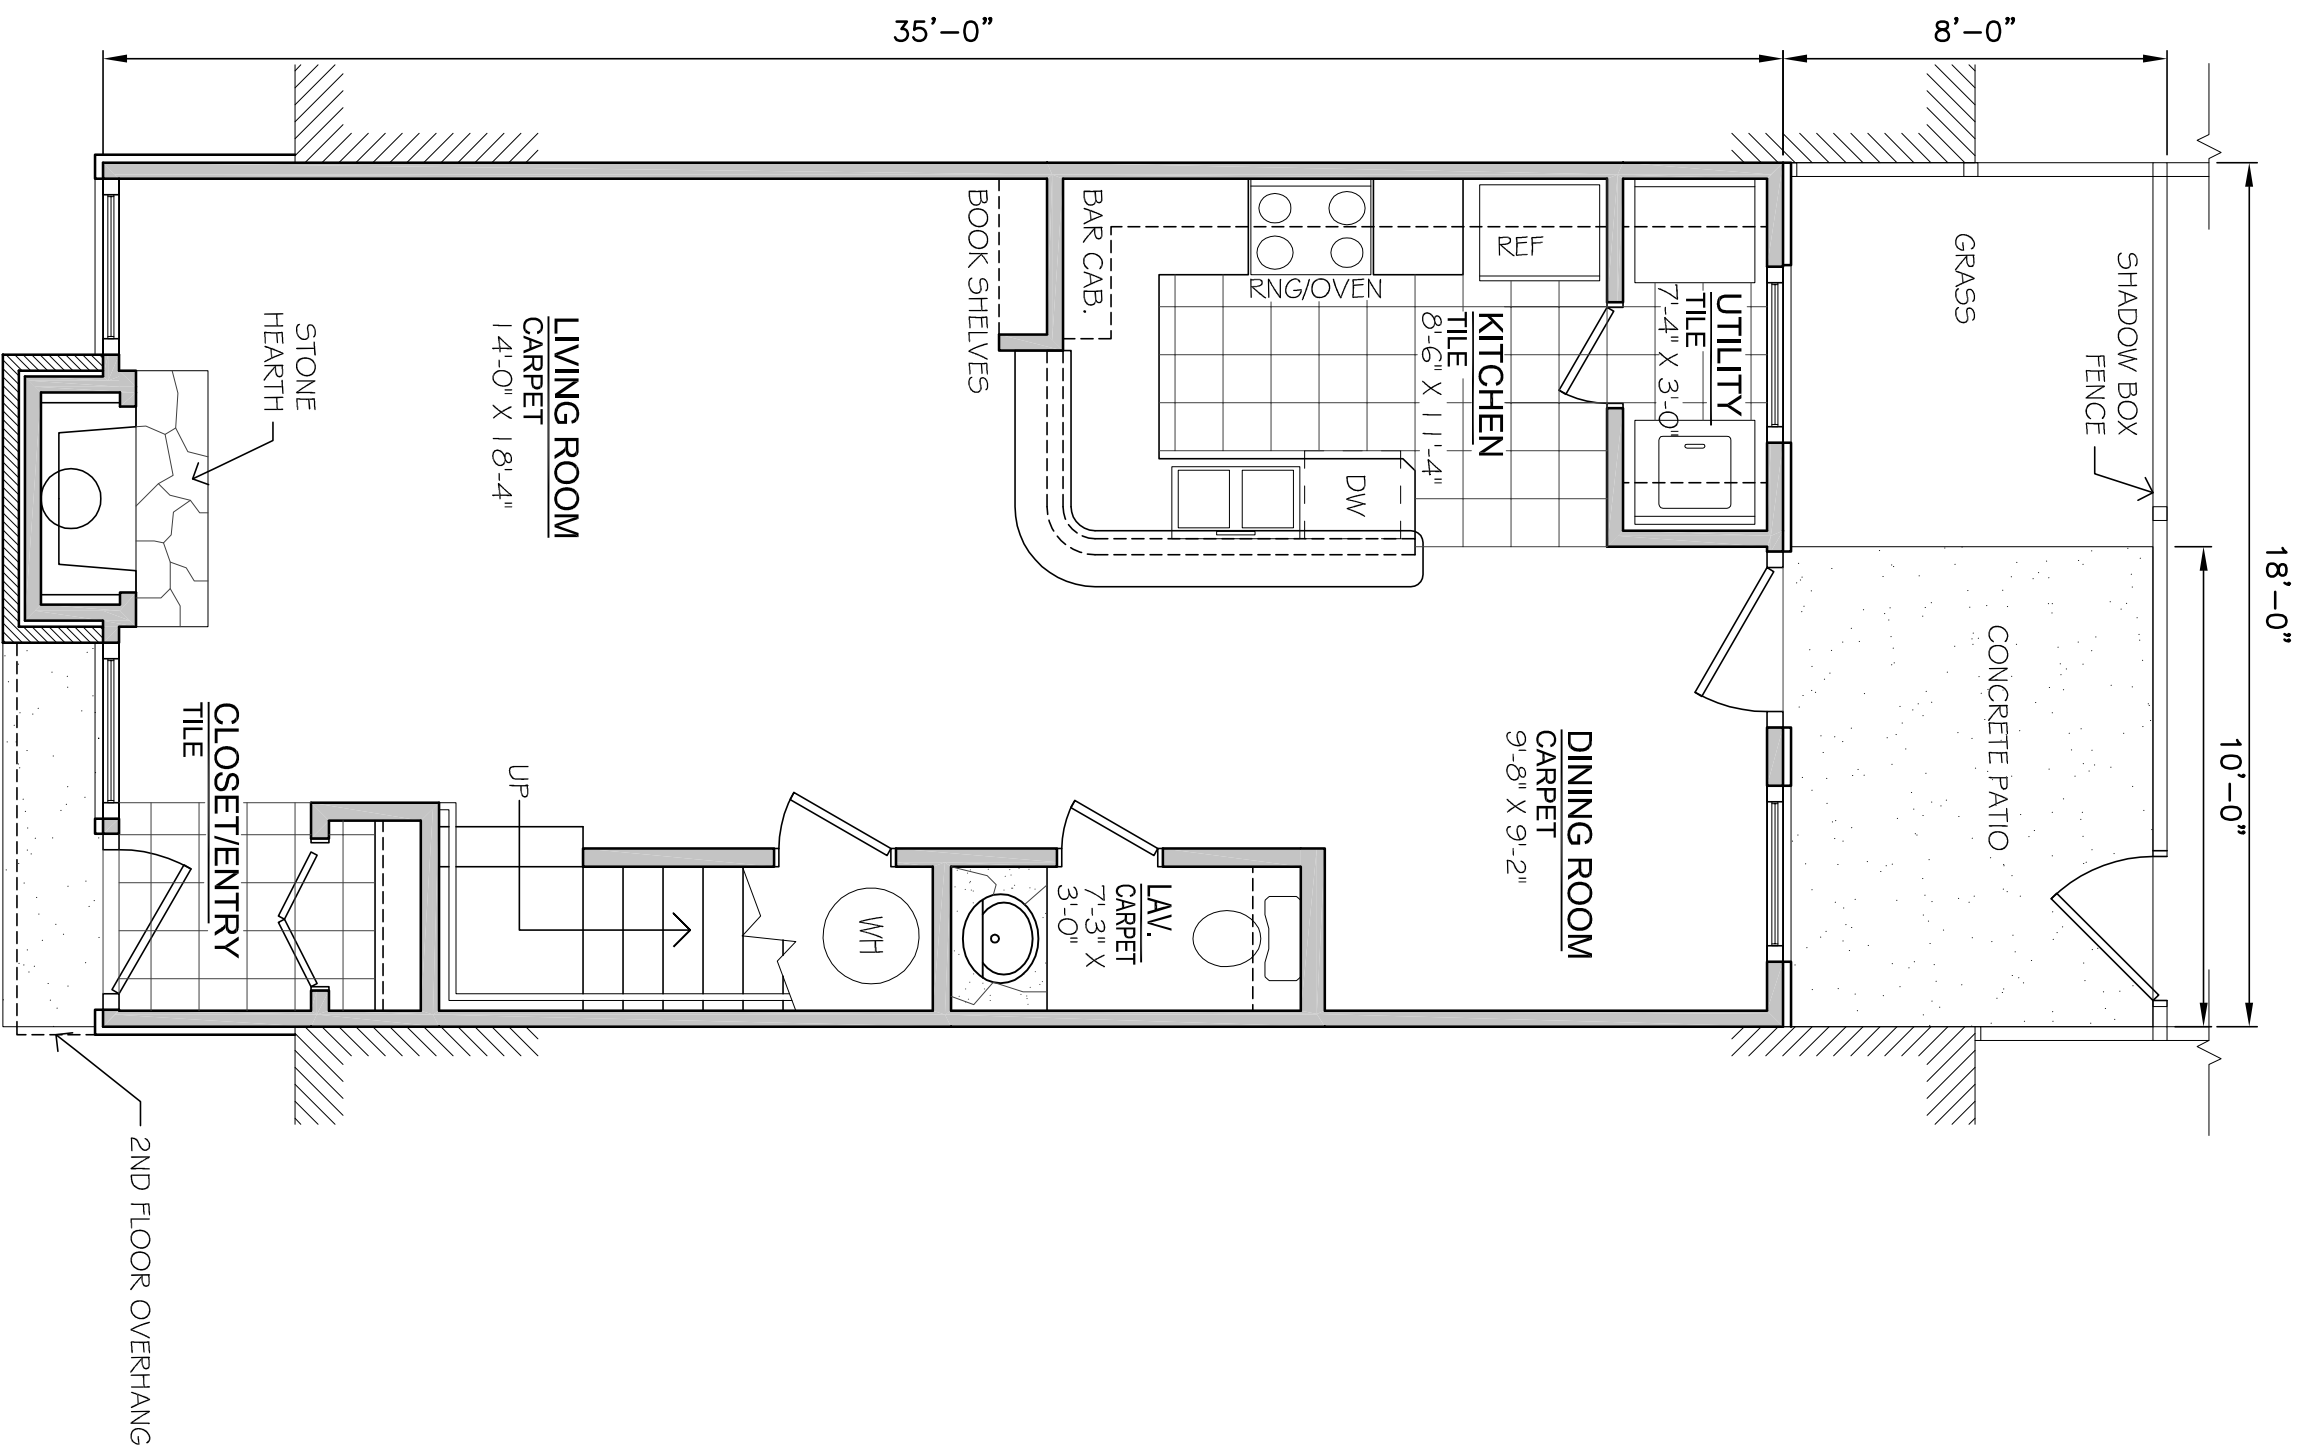 35'-0"
8'-0"
18'-0"
10'-0"
GRASS
SHADOW BOX
FENCE
CONCRETE PATIO
UTILITY
TILE
7'-4" X 3'-0"
REF
RNG/OVEN
KITCHEN
TILE
8'-6" X 11'-4"
DW
BAR CAB.
BOOK SHELVES
LIVING ROOM
CARPET
14'-0" X 18'-4"
STONE
HEARTH
DINING ROOM
CARPET
9'-8" X 9'-2"
LAV.
CARPET
7'-3" X
3'-0"
WH
UP
CLOSET/ENTRY
TILE
2ND FLOOR OVERHANG